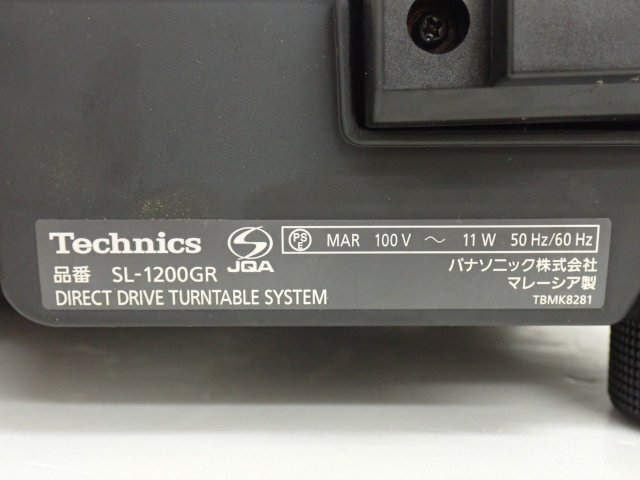 Technics
JQA
PS E MAR 100 V ～ 11 W 50 Hz/60 Hz
品番 SL-1200GR
パナソニック株式会社
DIRECT DRIVE TURNTABLE SYSTEM
マレーシア製
TBMK8281